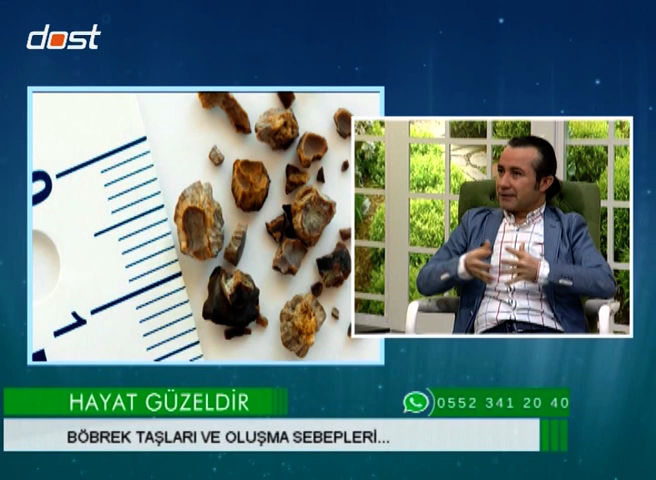 dost
0
1
HAYAT GÜZELDİR
0552 341 20 40
BÖBREK TAŞLARI VE OLUŞMA SEBEPLERİ...